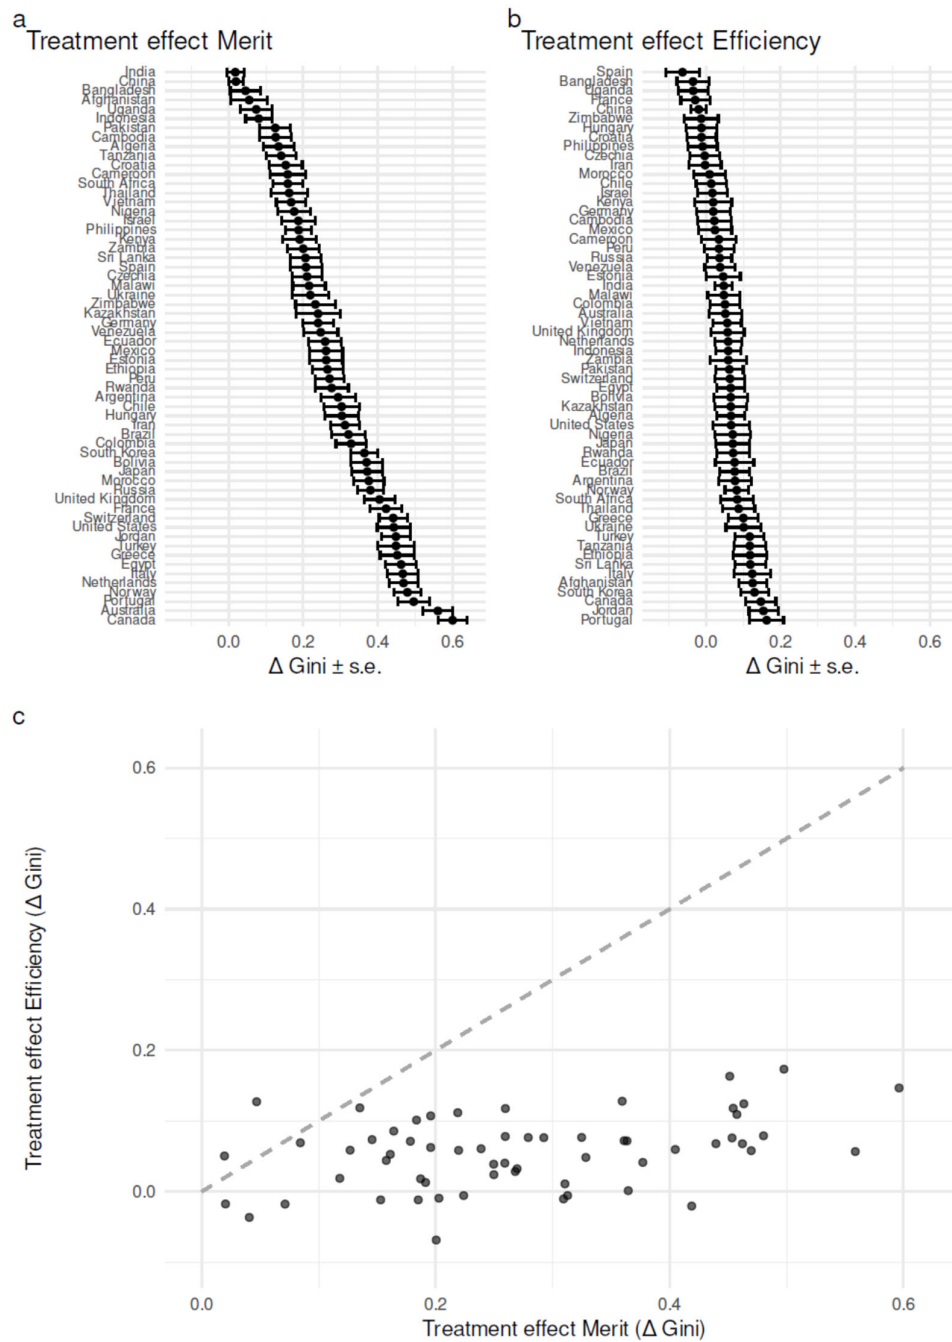 a
Treatment effect Merit
India
China
Bangladesh
Afghanistan
Uganda
Indonesia
Pakistan
Cambodia
Algeria
Tanzania
Croatia
Cameroon
South Africa
Thailand
Vietnam
Nigeria
Israel
Philippines
Kenya
Zambia
Sri Lanka
Spain
Czechia
Malawi
Ukraine
Zimbabwe
Kazakhstan
Germany
Venezuela
Ecuador
Mexico
Estonia
Ethiopia
Peru
Rwanda
Argentina
Chile
Hungary
Iran
Brazil
Colombia
South Korea
Bolivia
Japan
Morocco
Russia
United Kingdom
France
Switzerland
United States
Jordan
Turkey
Greece
Egypt
Italy
Netherlands
Norway
Portugal
Australia
Canada
0.0 0.2 0.4 0.6
Δ Gini ± s.e.
b
Treatment effect Efficiency
Spain
Bangladesh
Uganda
France
China
Zimbabwe
Hungary
Croatia
Philippines
Czechia
Iran
Morocco
Chile
Israel
Kenya
Germany
Cambodia
Mexico
Cameroon
Peru
Russia
Venezuela
Estonia
India
Malawi
Colombia
Australia
Vietnam
United Kingdom
Netherlands
Indonesia
Zambia
Pakistan
Switzerland
Egypt
Bolivia
Kazakhstan
Algeria
United States
Nigeria
Japan
Rwanda
Ecuador
Brazil
Argentina
Norway
South Africa
Thailand
Greece
Ukraine
Turkey
Tanzania
Ethiopia
Sri Lanka
Italy
Afghanistan
South Korea
Canada
Jordan
Portugal
0.0 0.2 0.4 0.6
Δ Gini ± s.e.
c
Treatment effect Efficiency (Δ Gini)
0.6
0.4
0.2
0.0
0.0 0.2 0.4 0.6
Treatment effect Merit (Δ Gini)